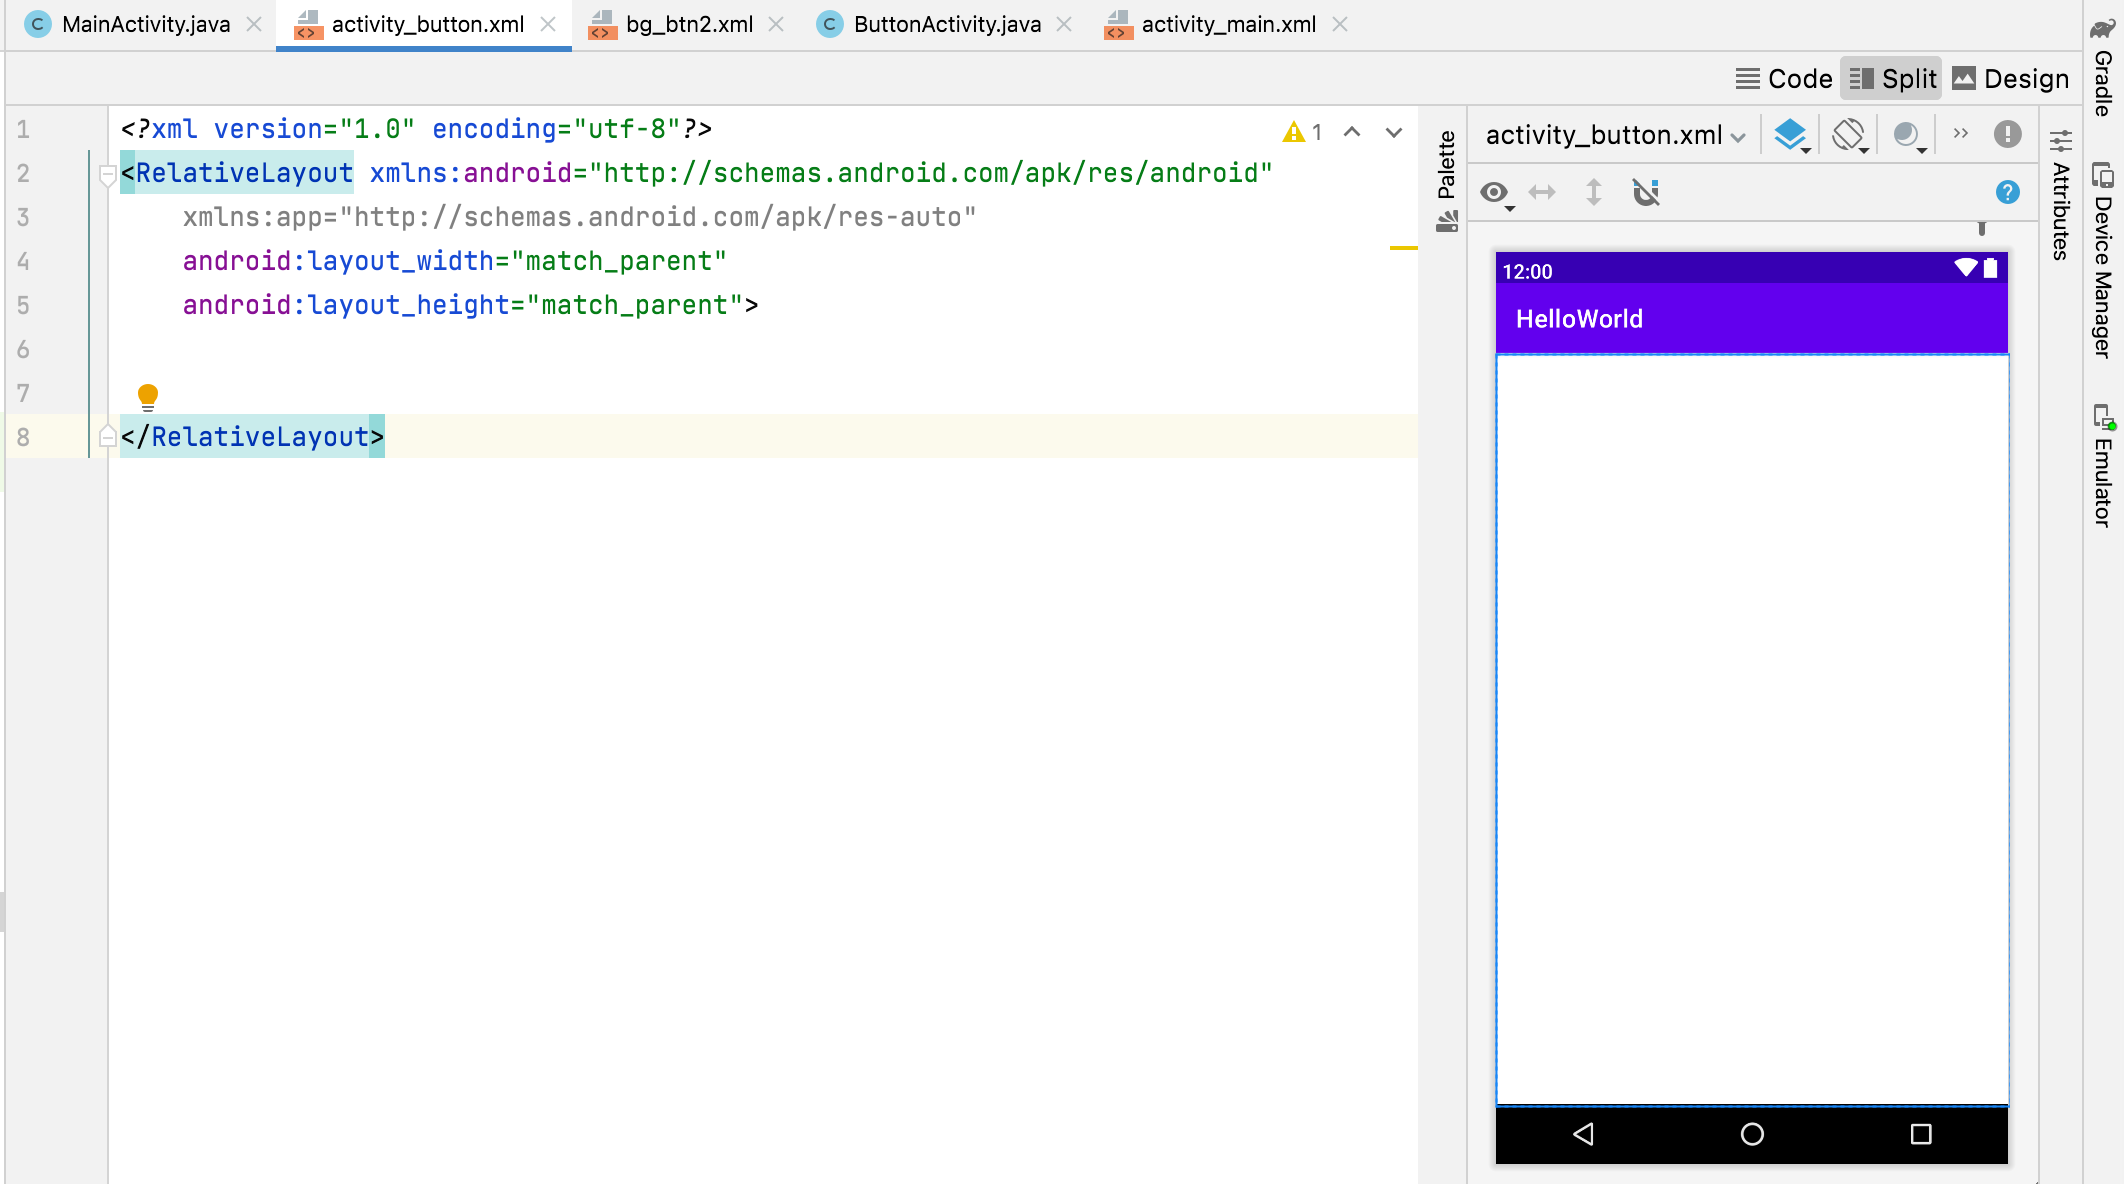 MainActivity.java activity_button.xml bg_btn2.xml ButtonActivity.java activity_main.xml
Code Split Design
1 <?xml version="1.0" encoding="utf-8"?>
2 <RelativeLayout xmlns:android="http://schemas.android.com/apk/res/android"
3 xmlns:app="http://schemas.android.com/apk/res-auto"
4 android:layout_width="match_parent"
5 android:layout_height="match_parent">
6
7
8 </RelativeLayout>
1
Palette
activity_button.xml
12:00
HelloWorld
Attributes
Gradle
Device Manager
Emulator